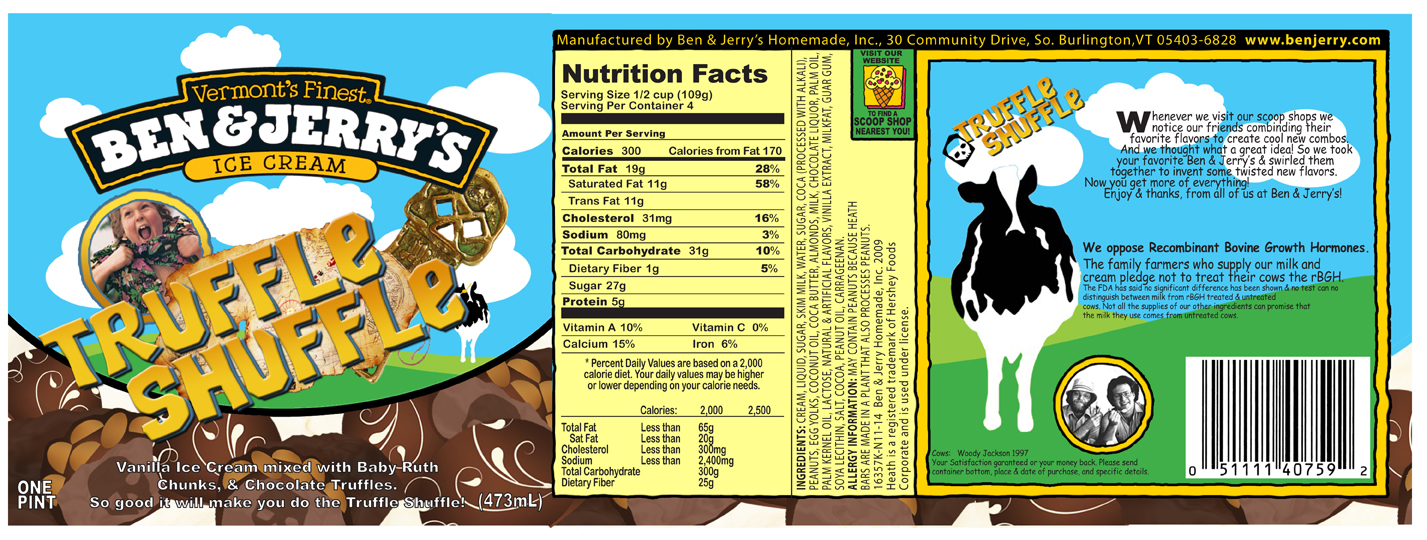 Vermont's Finest®
BEN & JERRY'S
ICE CREAM
TRUFFLE
SHUFFLE
Vanilla Ice Cream mixed with Baby Ruth
Chunks, & Chocolate Truffles.
So good it will make you do the Truffle Shuffle!
ONE
PINT
(473mL)
Manufactured by Ben & Jerry's Homemade, Inc., 30 Community Drive, So. Burlington,VT 05403-6828 www.benjerry.com
Nutrition Facts
Serving Size 1/2 cup (109g)
Serving Per Container 4
Amount Per Serving
Calories 300 Calories from Fat 170
Total Fat 19g 28%
Saturated Fat 11g 58%
Trans Fat 11g
Cholesterol 31mg 16%
Sodium 80mg 3%
Total Carbohydrate 31g 10%
Dietary Fiber 1g 5%
Sugar 27g
Protein 5g
Vitamin A 10% Vitamin C 0%
Calcium 15% Iron 6%
* Percent Daily Values are based on a 2,000
calorie diet. Your daily values may be higher
or lower depending on your calorie needs.
Calories: 2,000 2,500
Total Fat Less than 65g
Sat Fat Less than 20g
Cholesterol Less than 300mg
Sodium Less than 2,400mg
Total Carbohydrate 300g
Dietary Fiber 25g
INGREDIENTS: CREAM, LIQUID, SUGAR, SKIM MILK, WATER, SUGAR, COCA (PROCESSED WITH ALKALI),
PEANUTS, EGG YOLKS, COCONUT OIL, COCA BUTTER, ALMONDS, MILK, CHOCOLATE LIQUOR, PALM OIL,
PALM KERNEL OIL, LACTOSE, NATURAL & ARTIFICIAL FLAVORS, VINILLA EXTRACT, MILKFAT, GUAR GUM,
SOYA LECITHIN, SALT, COCOA, PEANUT OIL, CARRAGEENAN.
ALLERGY INFORMATION: MAY CONTAIN PEANUTS BECAUSE HEATH
BARS ARE MADE IN A PLANT THAT ALSO PROCESSES PEANUTS.
16357K-N11-14 Ben & Jerry Homemade, Inc. 2009
Heath is a registered trademark of Hershey Foods
Corporate and is used under license.
VISIT OUR
WEBSITE
TO FIND A
SCOOP SHOP
NEAREST YOU!
TRUFFLE
SHUFFLE
Whenever we visit our scoop shops we
notice our friends combinding their
favorite flavors to create cool new combos.
And we thought what a great idea! So we took
your favorite Ben & Jerry's & swirled them
together to invent some twisted new flavors.
Now you get more of everything!
Enjoy & thanks, from all of us at Ben & Jerry's!
We oppose Recombinant Bovine Growth Hormones.
The family farmers who supply our milk and
cream pledge not to treat their cows the rBGH.
The FDA has said no significant difference has been shown & no test can no
distinguish between milk from rBGH treated & untreated
cows. Not all the supplies of our other ingredients can promise that
the milk they use comes from untreated cows.
Cows: Woody Jackson 1997
Your Satisfation garanteed or your money back. Please send
container bottom, place & date of purchase, and specific details.
0 51111 40759 2